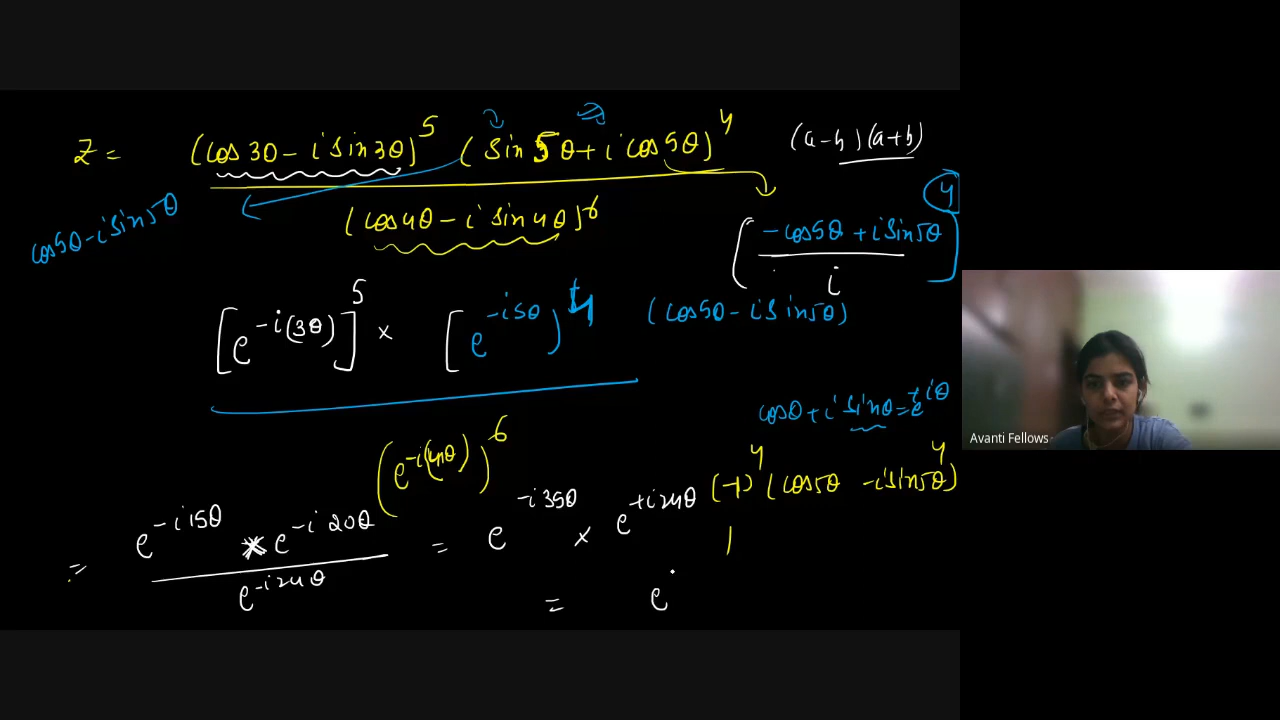 Z = (cos 3θ - i sin 3θ)^5 (sin 5θ + i cos 5θ)^4 (a-b)(a+b)
(cos 4θ - i sin 4θ)^6
cos5θ - i sin5θ
[ (-cos5θ + i sin5θ) / i ]^4
[e^{-i(3θ)}]^5 × [e^{-i5θ})^4 (cos5θ - i sin5θ)
(e^{-i(4θ)})^6
cosθ + i sinθ = e^{+iθ}
(-1)^4 (cos5θ - i sin5θ)^4
1
= e^{-i15θ} × e^{-i20θ} / e^{-i24θ} = e^{-i35θ} × e^{+i24θ}
= e
Avanti Fellows